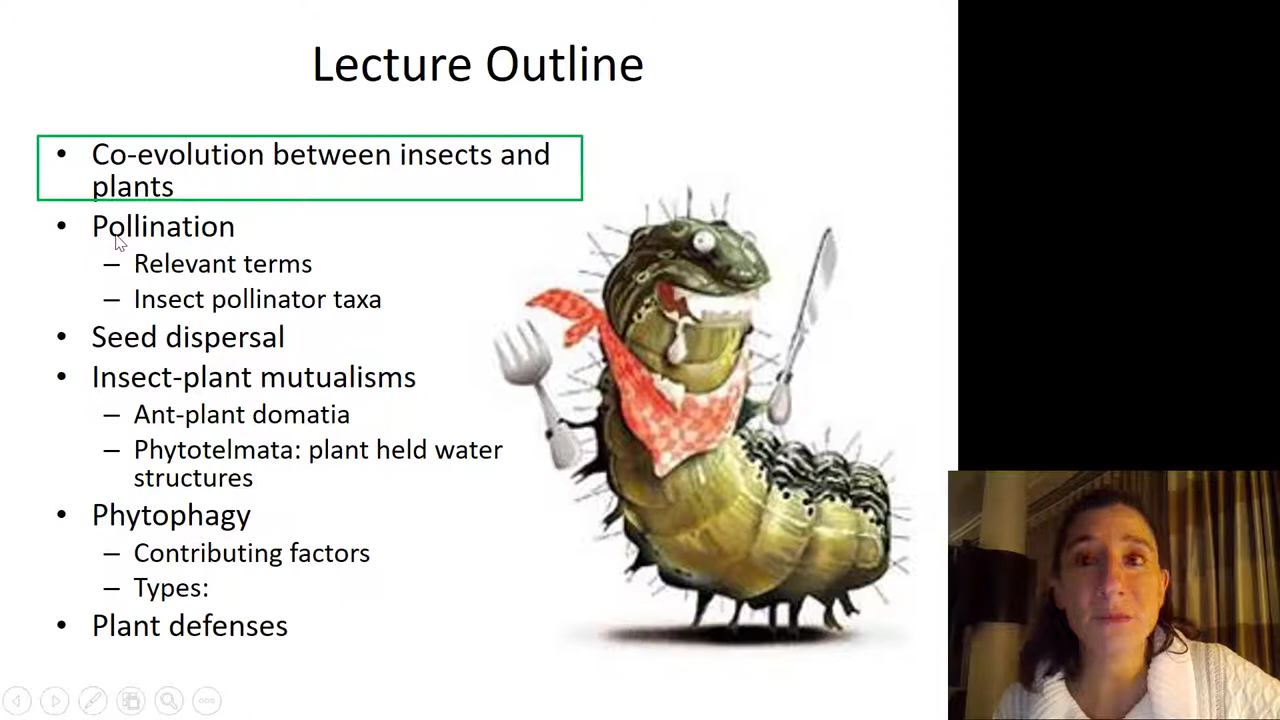 Lecture Outline
• Co-evolution between insects and
plants
• Pollination
– Relevant terms
– Insect pollinator taxa
• Seed dispersal
• Insect-plant mutualisms
– Ant-plant domatia
– Phytotelmata: plant held water
structures
• Phytophagy
– Contributing factors
– Types:
• Plant defenses